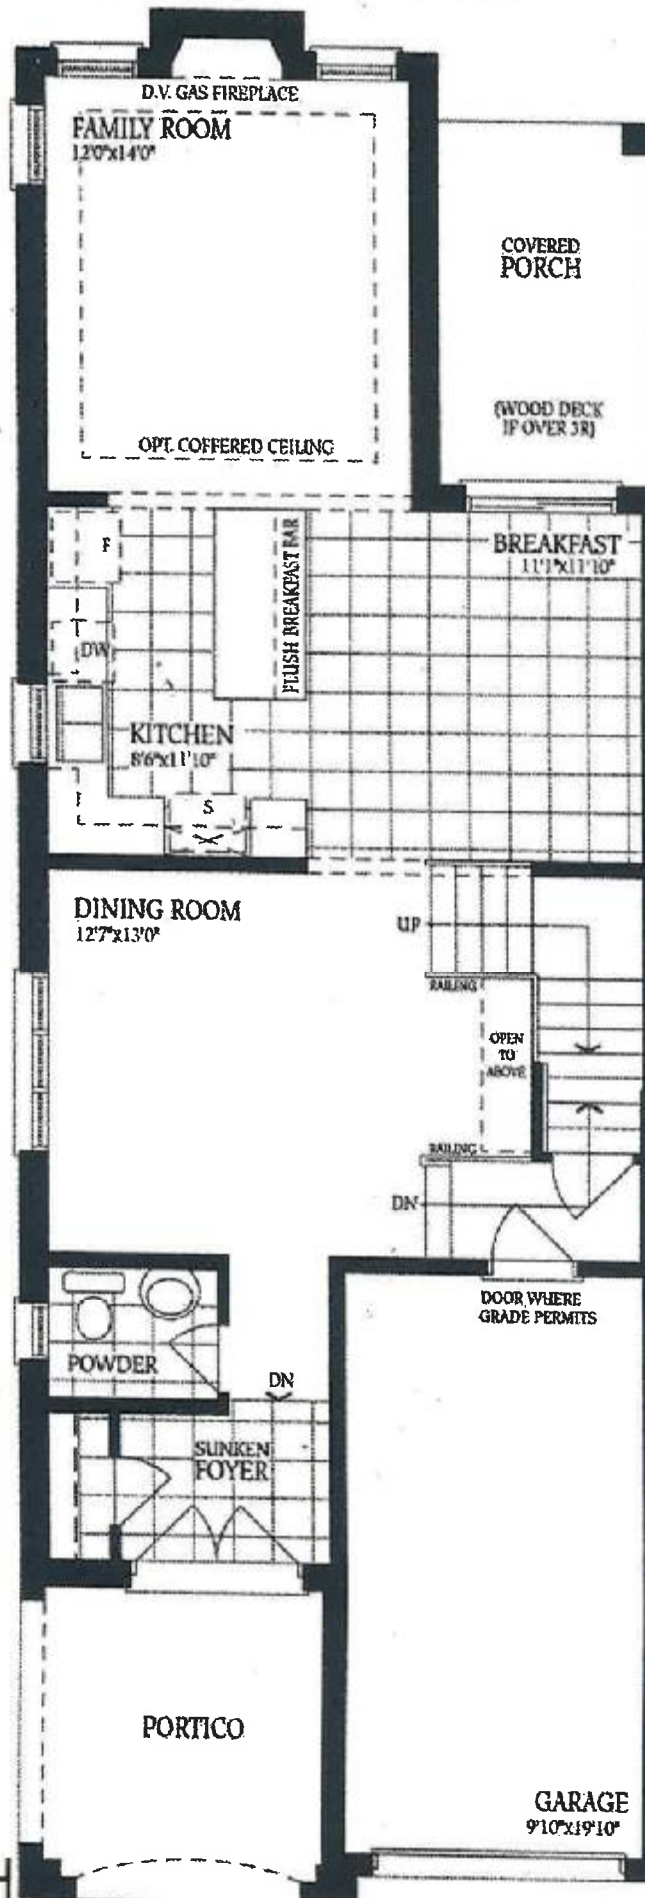 D.V. GAS FIREPLACE
FAMILY ROOM
12'0"x14'0"
COVERED
PORCH
(WOOD DECK
IF OVER 3R)
OPT. COFFERED CEILING
F
BREAKFAST
11'1"x11'10"
FLUSH BREAKFAST BAR
DW
KITCHEN
8'6"x11'10"
S
DINING ROOM
12'7"x13'0"
UP
RAILING
OPEN
TO
ABOVE
RAILING
DN
DOOR WHERE
GRADE PERMITS
POWDER
DN
SUNKEN
FOYER
PORTICO
GARAGE
9'10"x19'10"